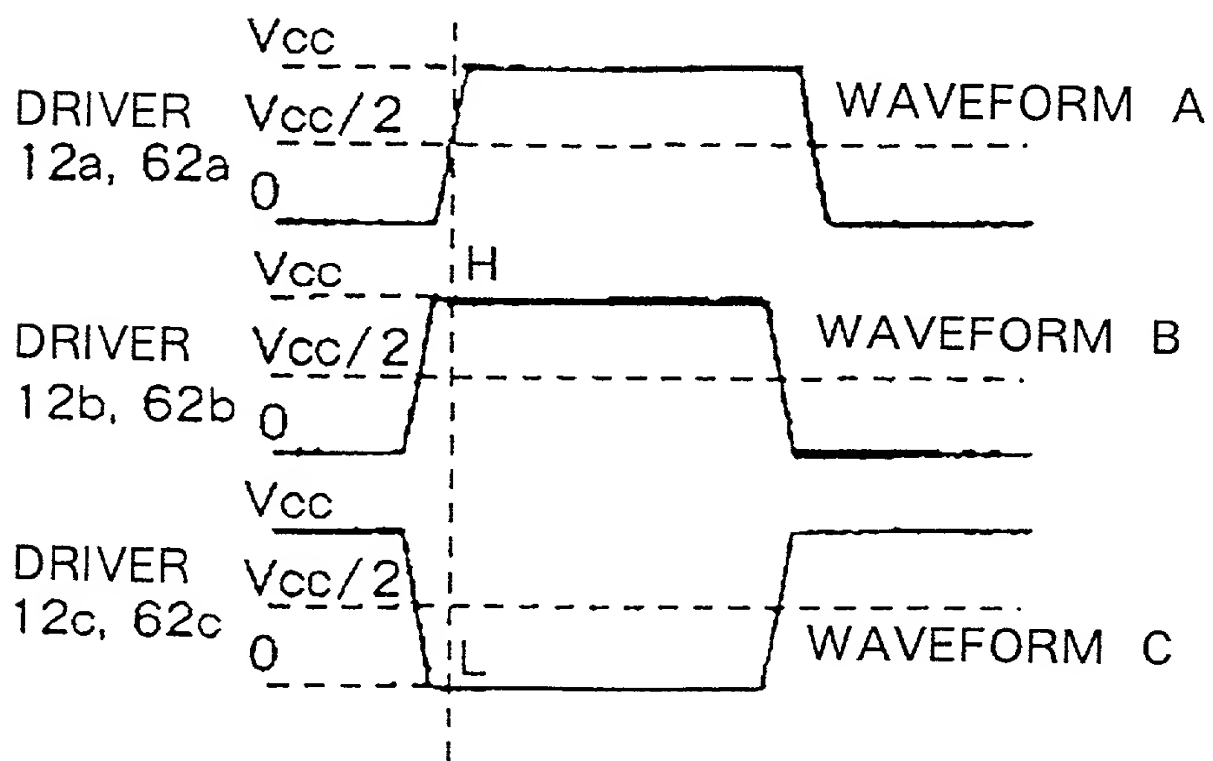 Vcc
DRIVER
12a, 62a
Vcc/2
0
WAVEFORM A
H
Vcc
DRIVER
12b, 62b
Vcc/2
0
WAVEFORM B
Vcc
DRIVER
12c, 62c
Vcc/2
0
L
WAVEFORM C